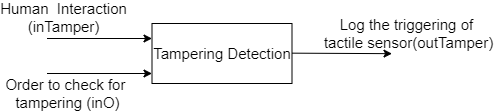 Human Interaction
(inTamper)
Order to check for
tampering (inO)
Tampering Detection
Log the triggering of
tactile sensor(outTamper)